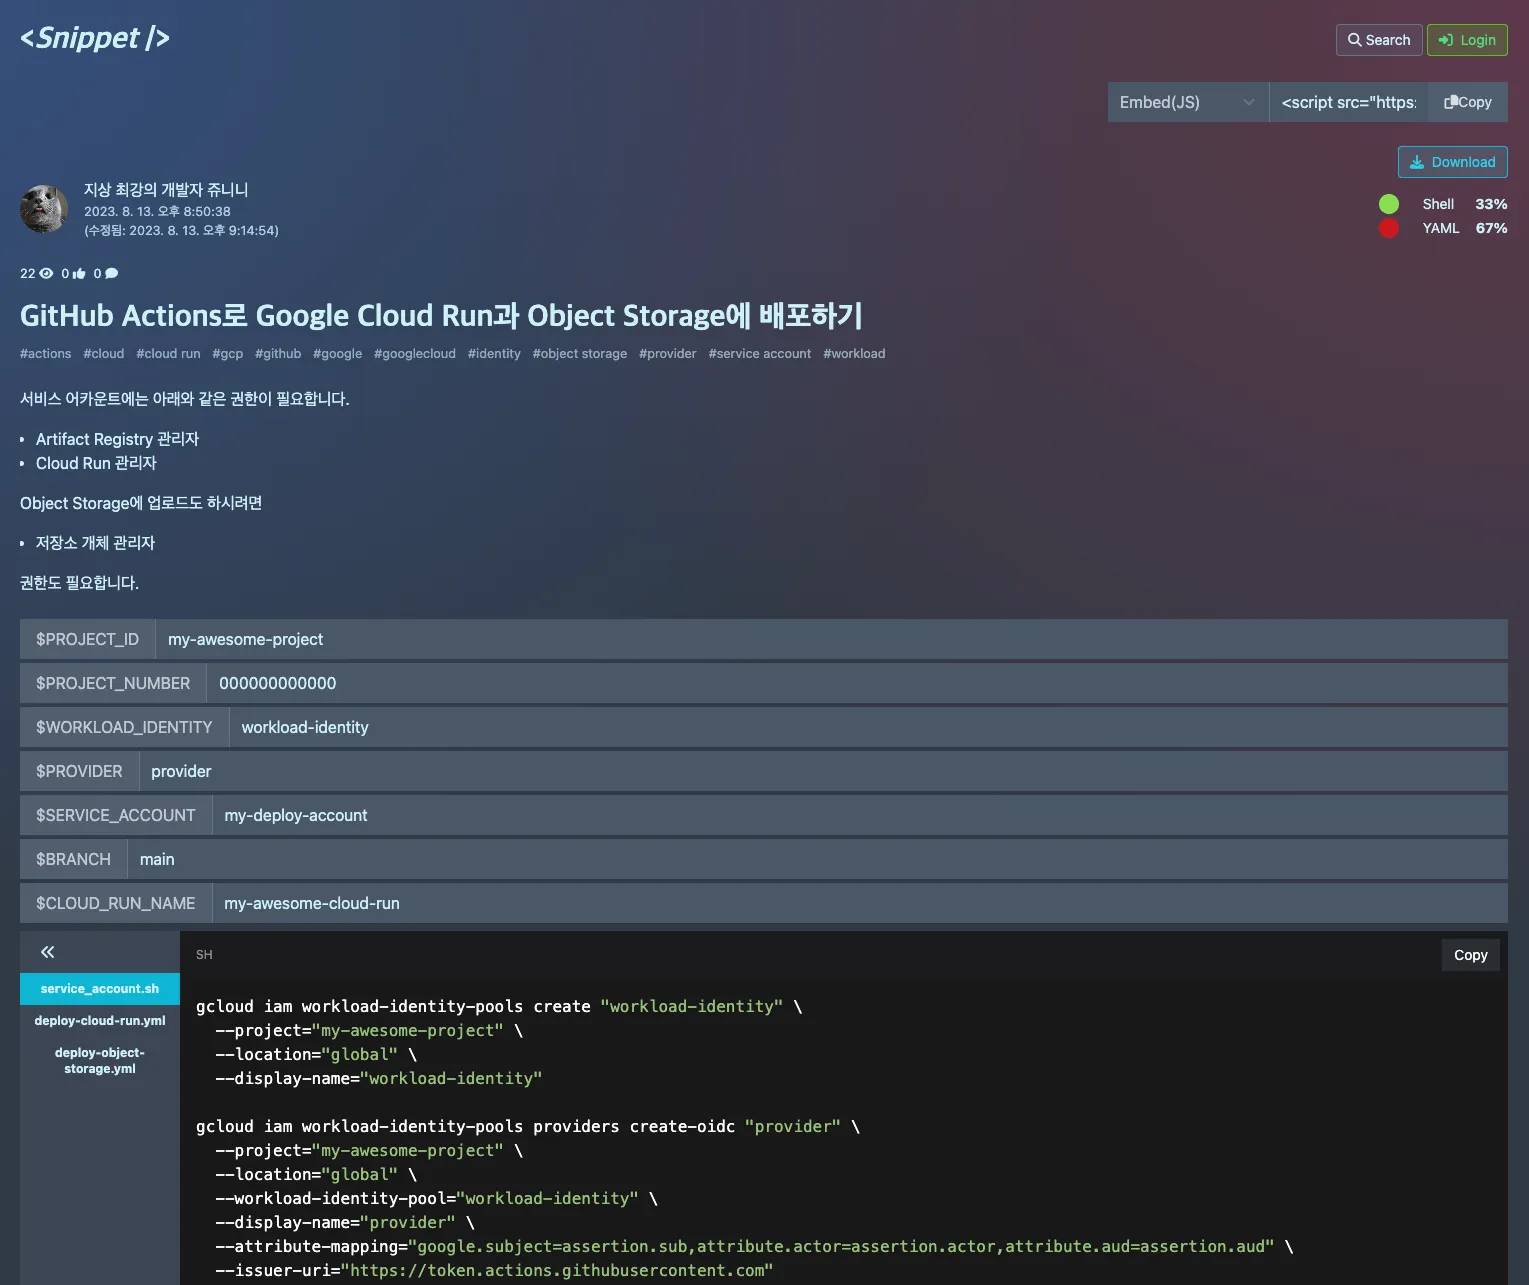 <Snippet />
Search
Login
Embed(JS)
<script src="https:
Copy
Download
지상 최강의 개발자 쥬니니
2023. 8. 13. 오후 8:50:38
(수정됨: 2023. 8. 13. 오후 9:14:54)
Shell 33%
YAML 67%
22 0 0
GitHub Actions로 Google Cloud Run과 Object Storage에 배포하기
#actions #cloud #cloud run #gcp #github #google #googlecloud #identity #object storage #provider #service account #workload
서비스 어카운트에는 아래와 같은 권한이 필요합니다.
• Artifact Registry 관리자
• Cloud Run 관리자
Object Storage에 업로드도 하시려면
• 저장소 개체 관리자
권한도 필요합니다.
$PROJECT_ID my-awesome-project
$PROJECT_NUMBER 000000000000
$WORKLOAD_IDENTITY workload-identity
$PROVIDER provider
$SERVICE_ACCOUNT my-deploy-account
$BRANCH main
$CLOUD_RUN_NAME my-awesome-cloud-run
service_account.sh
deploy-cloud-run.yml
deploy-object-
storage.yml
SH
Copy
gcloud iam workload-identity-pools create "workload-identity" \
--project="my-awesome-project" \
--location="global" \
--display-name="workload-identity"
gcloud iam workload-identity-pools providers create-oidc "provider" \
--project="my-awesome-project" \
--location="global" \
--workload-identity-pool="workload-identity" \
--display-name="provider" \
--attribute-mapping="google.subject=assertion.sub,attribute.actor=assertion.actor,attribute.aud=assertion.aud" \
--issuer-uri="https://token.actions.githubusercontent.com"